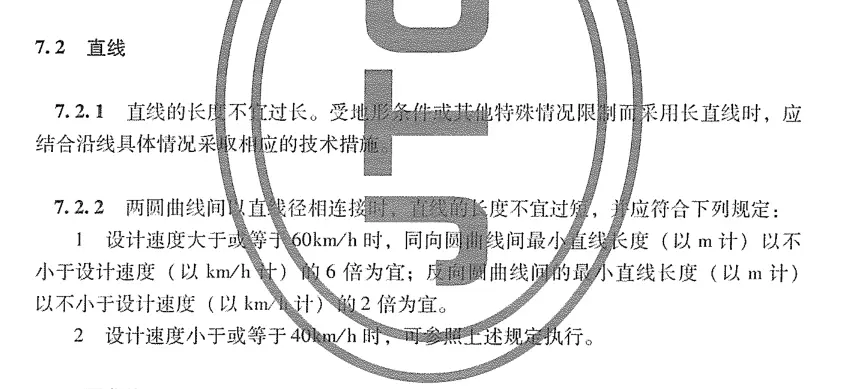 7.2 直线
7.2.1 直线的长度不宜过长。受地形条件或其他特殊情况限制而采用长直线时，应
结合沿线具体情况采取相应的技术措施。
7.2.2 两圆曲线间以直线径相连接时，直线的长度不宜过短，并应符合下列规定：
1 设计速度大于或等于60km/h 时，同向圆曲线间最小直线长度（以 m 计）以不
小于设计速度（以 km/h 计）的 6 倍为宜；反向圆曲线间的最小直线长度（以 m 计）
以不小于设计速度（以 km/h 计）的 2 倍为宜。
2 设计速度小于或等于40km/h 时，可参照上述规定执行。